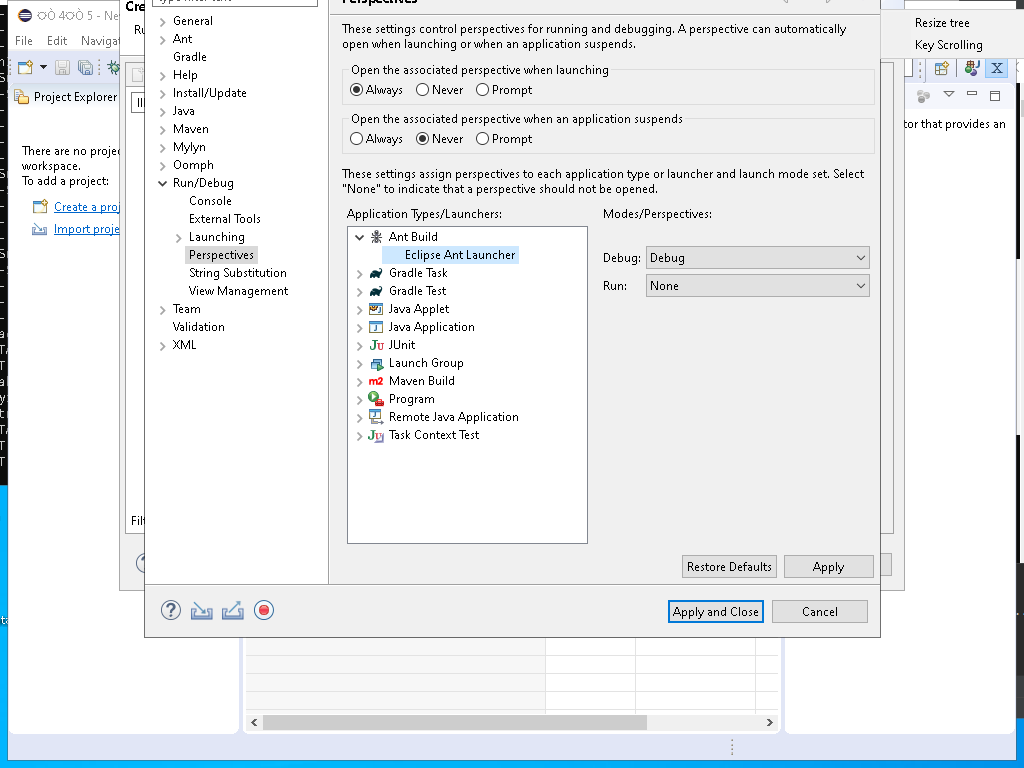 Cre
Perspectives
File Edit Navigat
Ru
Resize tree
Key Scrolling
Project Explorer
There are no projec
workspace.
To add a project:
Create a proj
Import proje
General
Ant
Gradle
Help
Install/Update
Java
Maven
Mylyn
Oomph
Run/Debug
Console
External Tools
Launching
Perspectives
String Substitution
View Management
Team
Validation
XML
These settings control perspectives for running and debugging. A perspective can automatically
open when launching or when an application suspends.
Open the associated perspective when launching
Always Never Prompt
Open the associated perspective when an application suspends
Always Never Prompt
These settings assign perspectives to each application type or launcher and launch mode set. Select
"None" to indicate that a perspective should not be opened.
Application Types/Launchers:
Ant Build
Eclipse Ant Launcher
Gradle Task
Gradle Test
Java Applet
Java Application
JUnit
Launch Group
Maven Build
Program
Remote Java Application
Task Context Test
Modes/Perspectives:
Debug: Debug
Run: None
tor that provides an
Filt
Restore Defaults Apply
Apply and Close Cancel